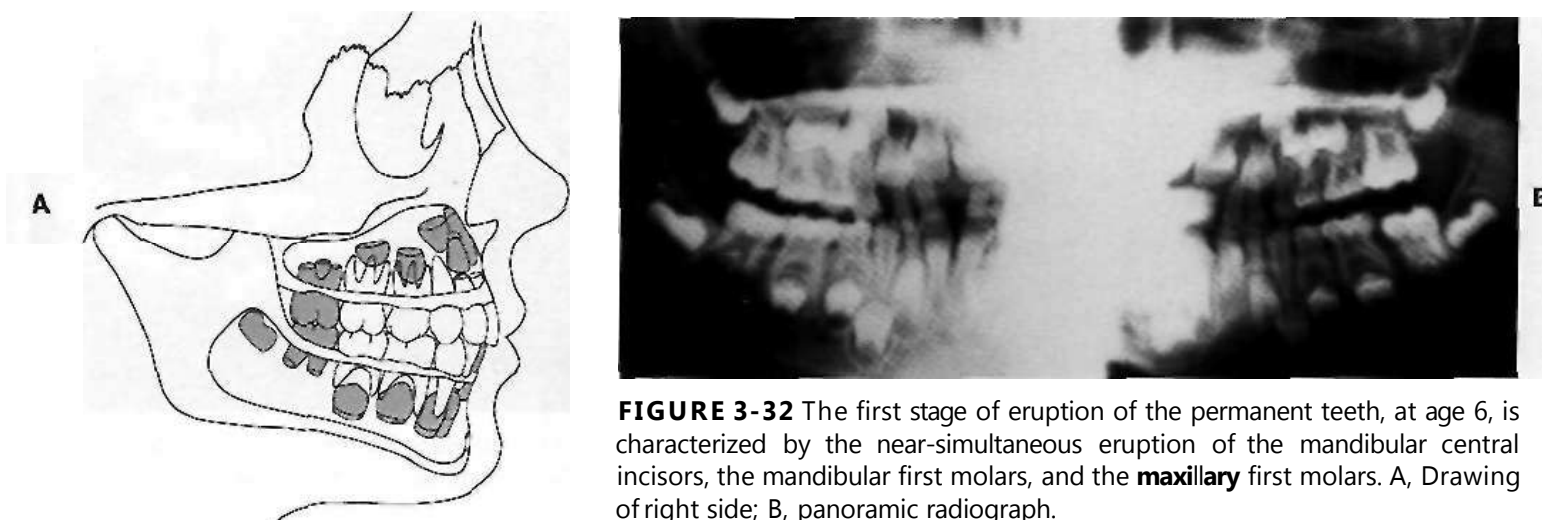 A
B
FIGURE 3-32 The first stage of eruption of the permanent teeth, at age 6, is
characterized by the near-simultaneous eruption of the mandibular central
incisors, the mandibular first molars, and the maxillary first molars. A, Drawing
of right side; B, panoramic radiograph.